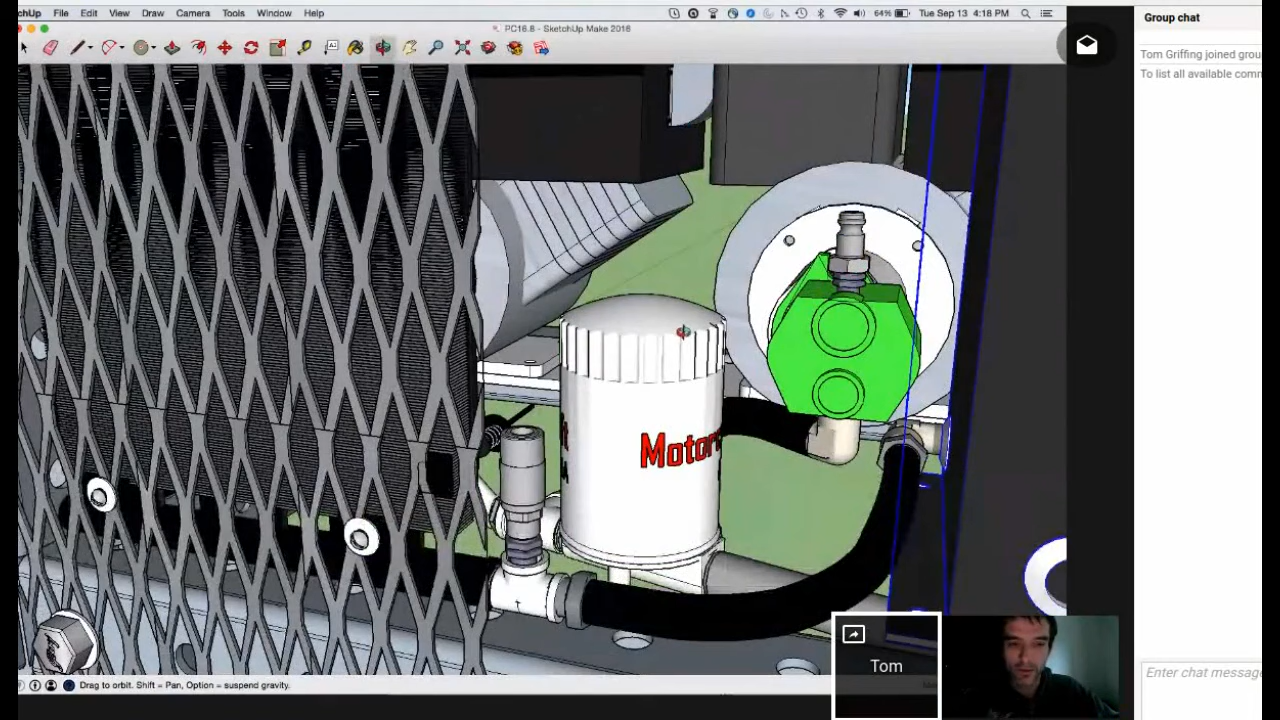 chUp File Edit View Draw Camera Tools Window Help 64% Tue Sep 13 4:18 PM
PC16.8 - SketchUp Make 2016
Group chat
Tom Griffing joined grou
To list all available comm
Motor
T
Drag to orbit. Shift = Pan, Option = suspend gravity.
Tom
Enter chat message